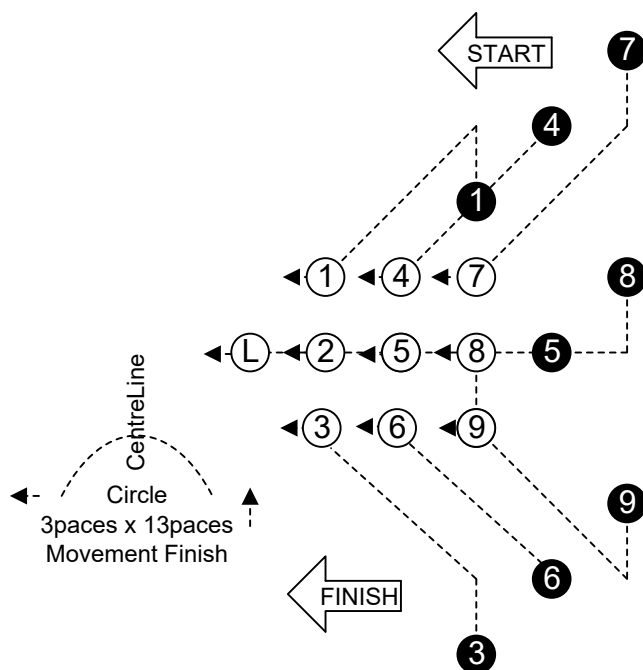 START
7
4
1
1
4
7
8
L
2
5
8
5
3
6
9
CentreLine
Circle
3paces x 13paces
Movement Finish
9
6
FINISH
3